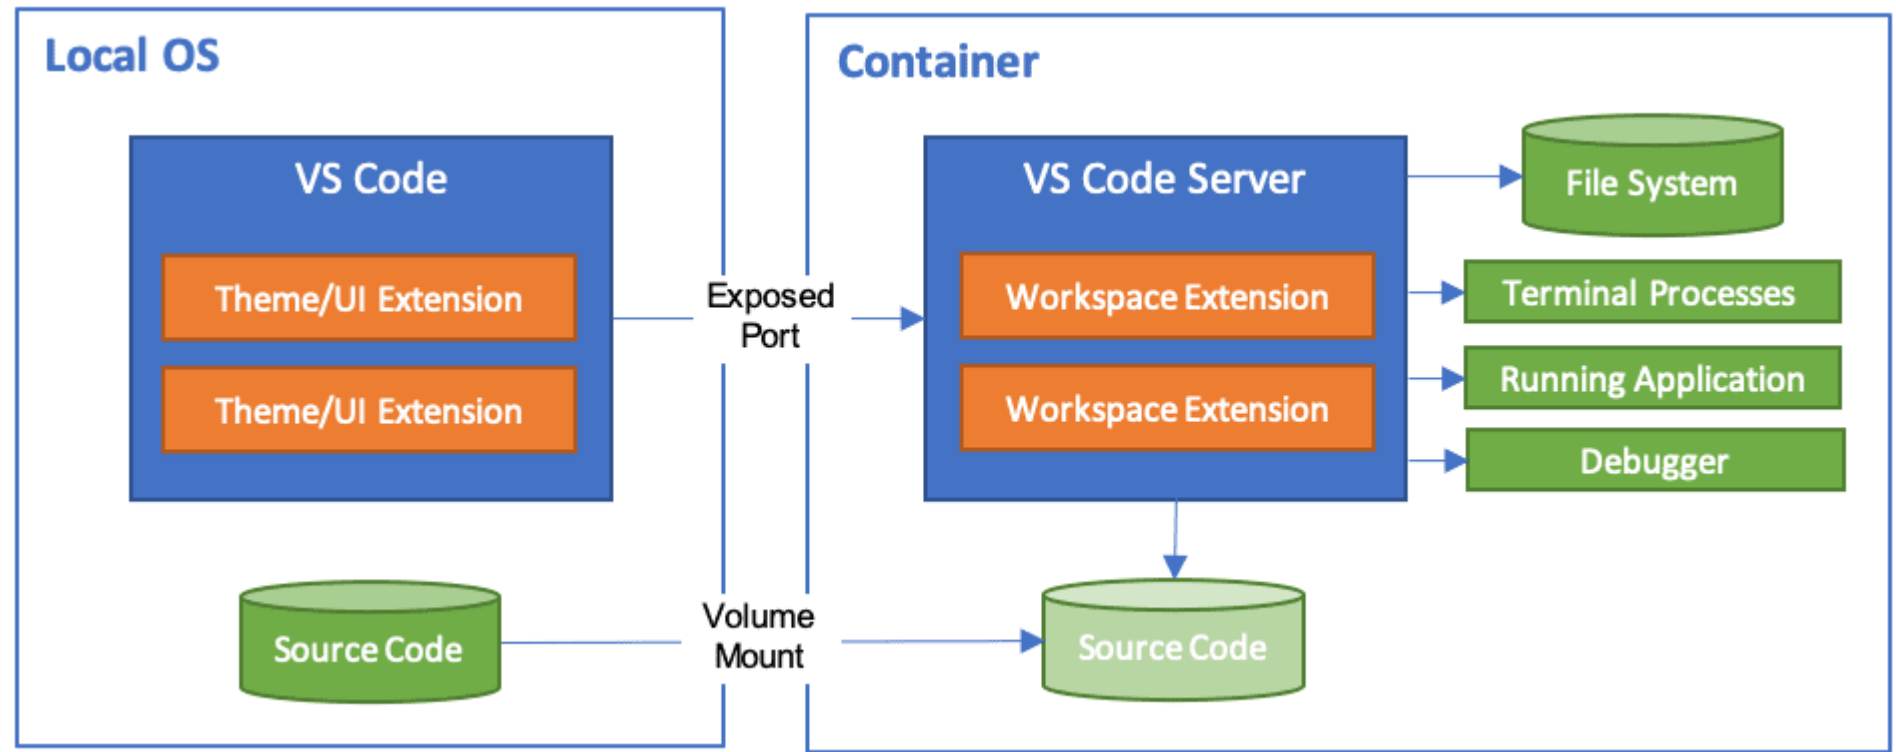 Local OS
VS Code
Theme/UI Extension
Theme/UI Extension
Source Code
Exposed
Port
Volume
Mount
Container
VS Code Server
Workspace Extension
Workspace Extension
Source Code
File System
Terminal Processes
Running Application
Debugger